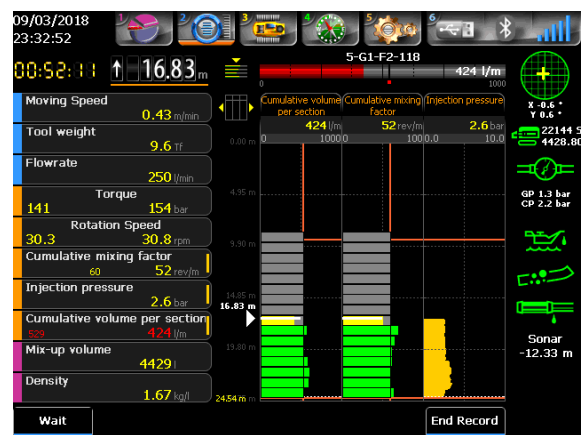 09/03/2018
23:32:52
1 2 3 4 5 6
00:52:11 16.83 m
5-G1-F2-118
424 l/m
0 1000
Moving Speed
0.43 m/min
Tool weight
9.6 Tf
Flowrate
250 l/min
Torque
141 154 bar
Rotation Speed
30.3 30.8 rpm
Cumulative mixing factor
60 52 rev/m
Injection pressure
2.6 bar
Cumulative volume per section
529 424 l/m
Mix-up volume
4429 l
Density
1.67 kg/l
Cumulative volume per section
424 l/m
0 1000
Cumulative mixing factor
52 rev/m
0 100
Injection pressure
2.6 bar
0.0 10.0
0.00 m
4.95 m
9.90 m
14.85 m
16.83 m
19.80 m
24.54 m
X -0.6 °
Y 0.6 °
22144 S
4428.80
GP 1.3 bar
CP 2.2 bar
Sonar
-12.33 m
Wait
End Record